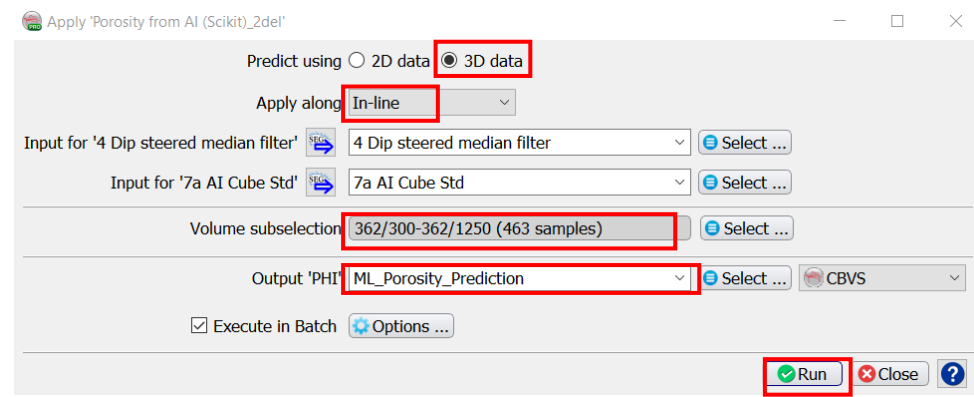 Apply 'Porosity from AI (Scikit)_2del'
Predict using 2D data 3D data
Apply along In-line
Input for '4 Dip steered median filter' SEG 4 Dip steered median filter Select ...
Input for '7a AI Cube Std' SEG 7a AI Cube Std Select ...
Volume subselection 362/300-362/1250 (463 samples) Select ...
Output 'PHI' ML_Porosity_Prediction Select ... CBVS
Execute in Batch Options ...
Run Close ?